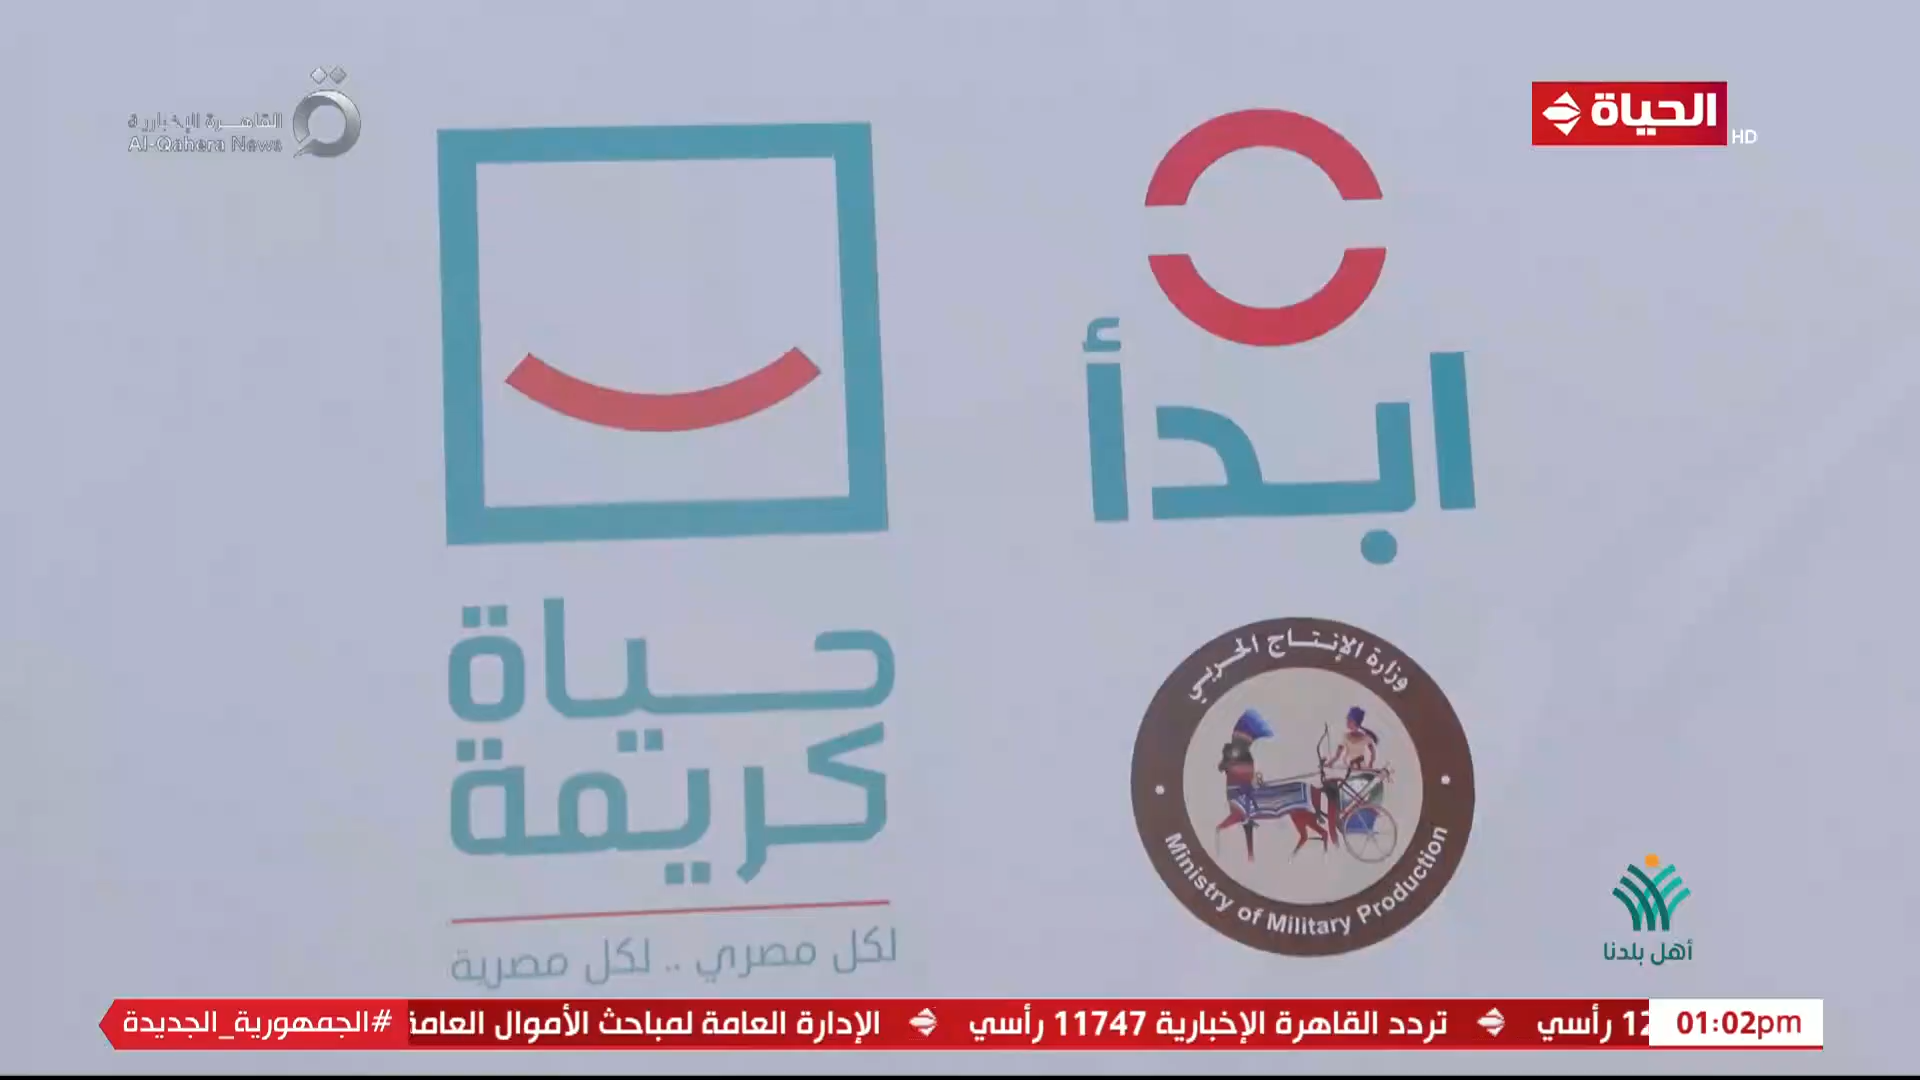 القاهرة الإخبارية
Al-Qahera News
الحياة
HD
ابدأ
حياة
كريمة
لكل مصري .. لكل مصرية
وزارة الإنتاج الحربي
Ministry of Military Production
أهل بلدنا
01:02pm
12 رأسي
تردد القاهرة الإخبارية 11747 رأسي
الإدارة العامة لمباحث الأموال العامة
#الجمهورية_الجديدة